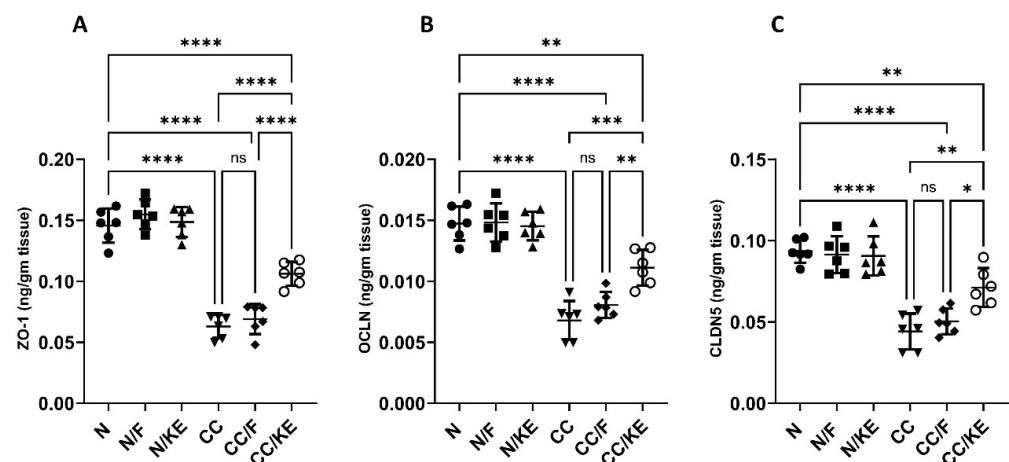 A
B
C
****
**
****
****
**
****
****
****
***
****
**
****
ns
****
ns
**
****
ns
*
ZO-1 (ng/gm tissue)
0.20
0.15
0.10
0.05
0.00
N
N/F
N/KE
CC
CC/F
CC/KE
OCLN (ng/gm tissue)
0.020
0.015
0.010
0.005
0.000
N
N/F
N/KE
CC
CC/F
CC/KE
CLDN5 (ng/gm tissue)
0.15
0.10
0.05
0.00
N
N/F
N/KE
CC
CC/F
CC/KE